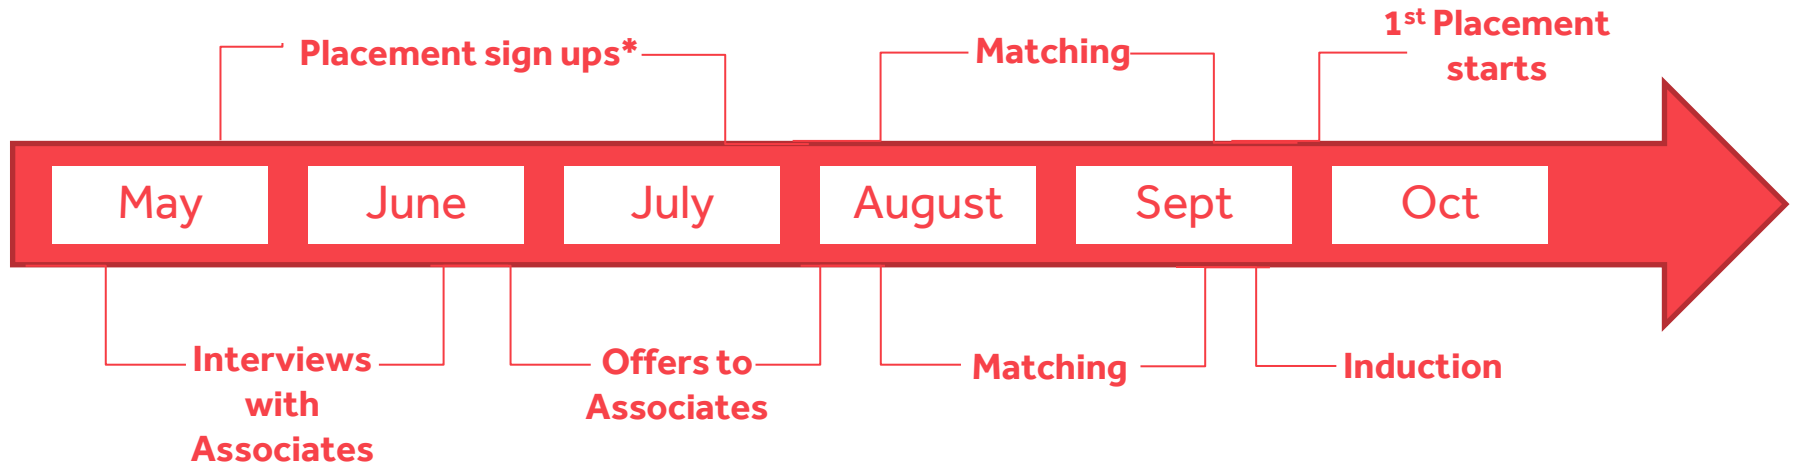 Placement sign ups*
Matching
1st Placement
starts
May
June
July
August
Sept
Oct
Interviews
with
Associates
Offers to
Associates
Matching
Induction